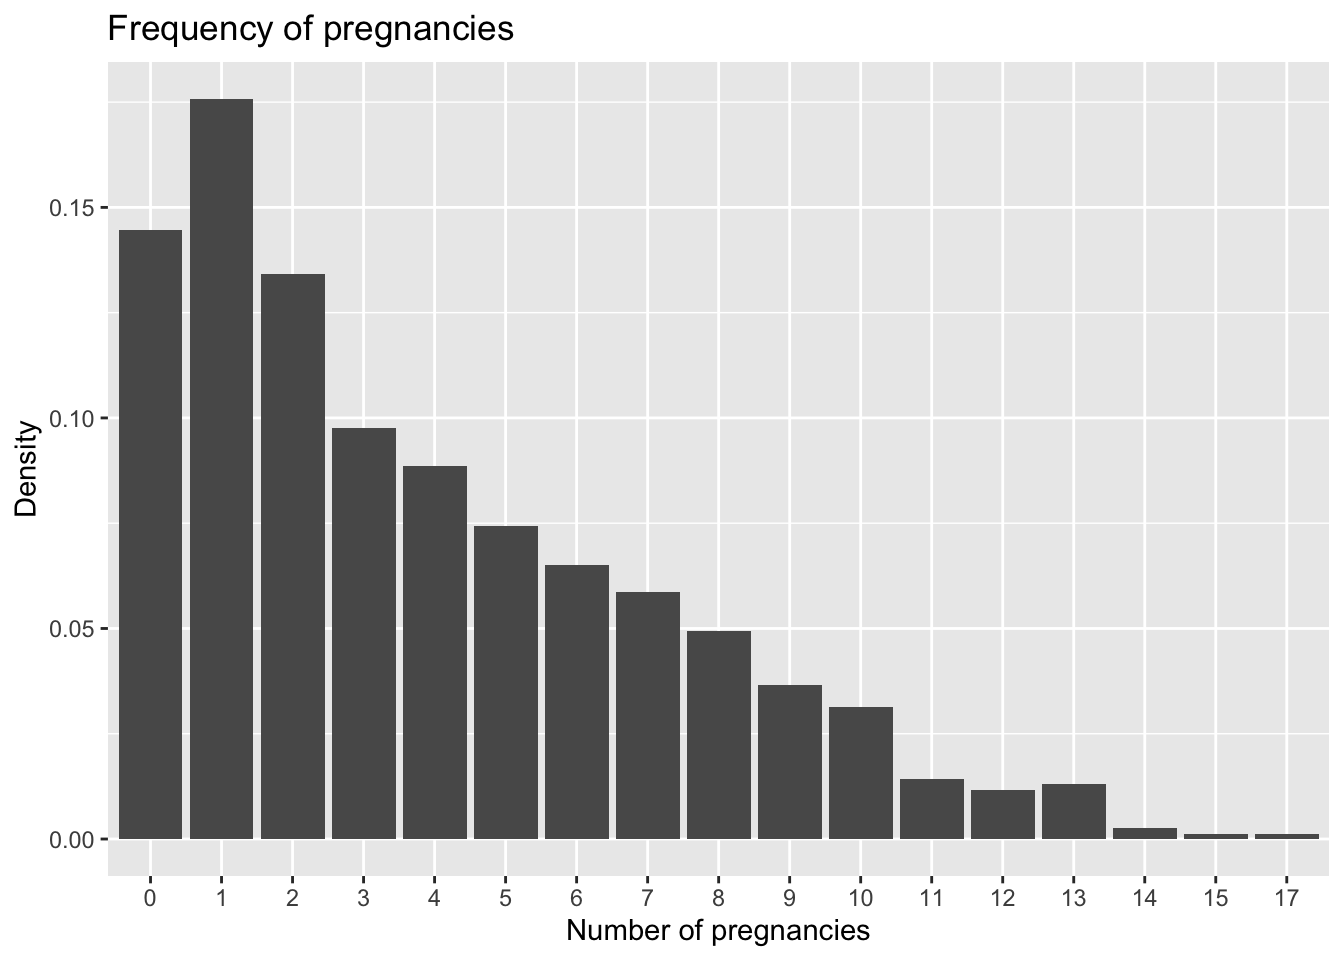 Frequency of pregnancies
Density
0.15
0.10
0.05
0.00
0 1 2 3 4 5 6 7 8 9 10 11 12 13 14 15 17
Number of pregnancies